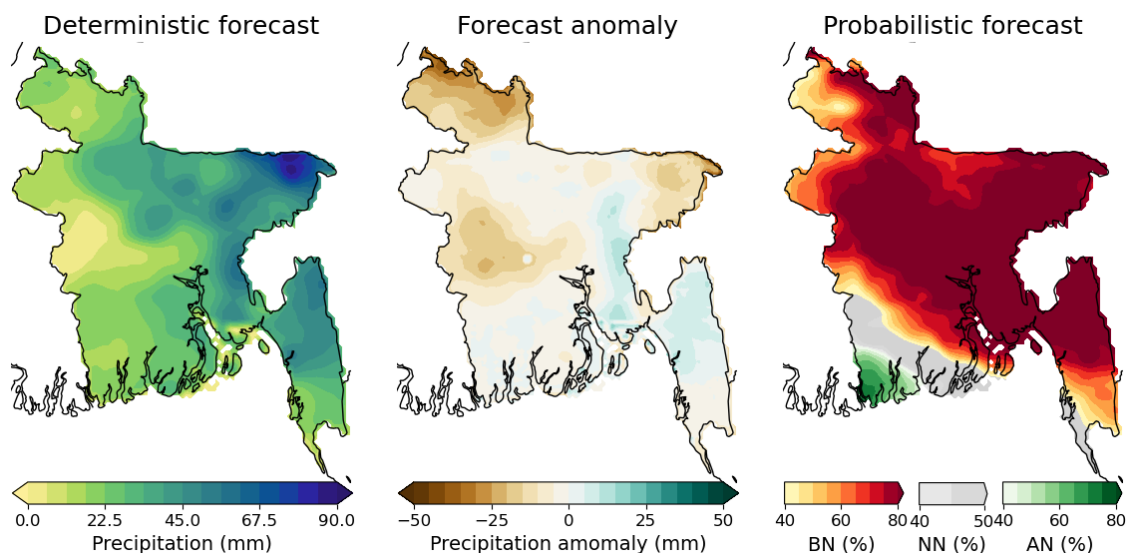 Deterministic forecast
Forecast anomaly
Probabilistic forecast
0.0 22.5 45.0 67.5 90.0
Precipitation (mm)
−50 −25 0 25 50
Precipitation amomaly (mm)
40 60 80
BN (%)
40 50
NN (%)
40 60 80
AN (%)